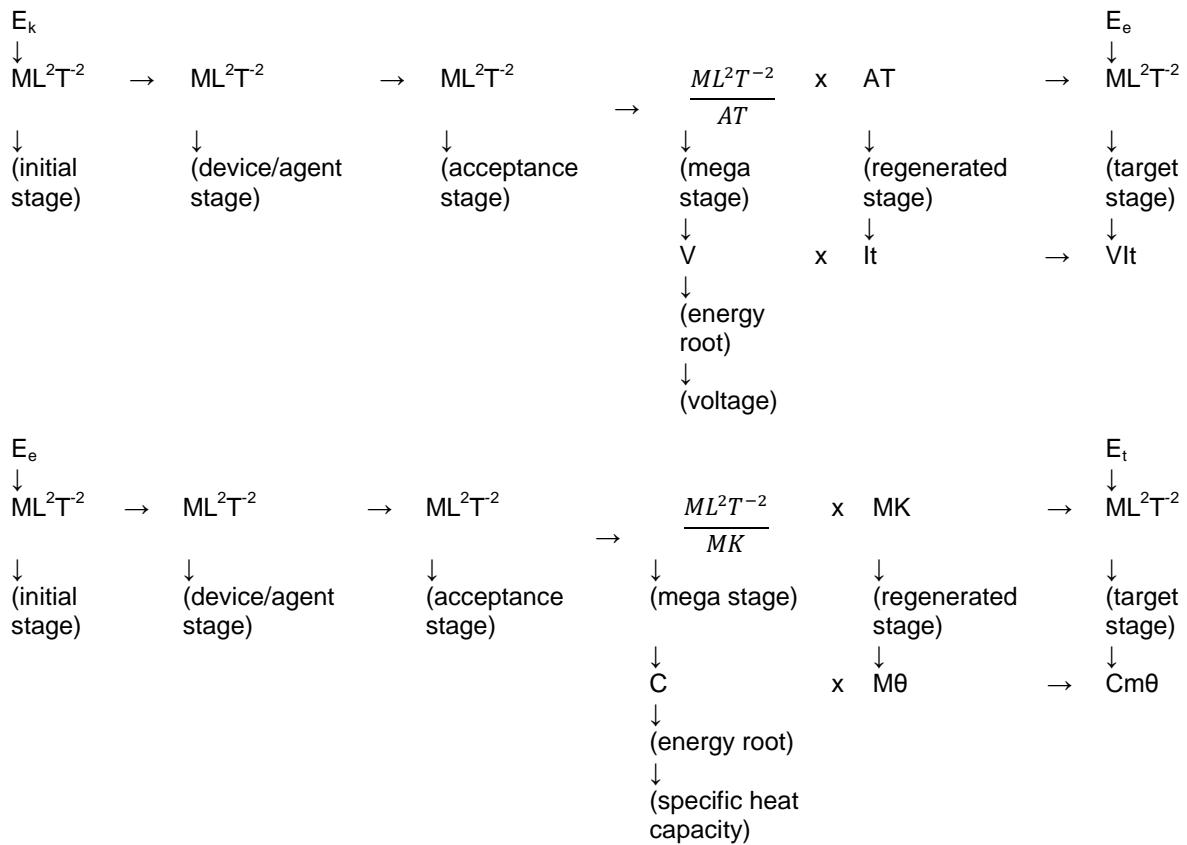 Eₖ Eₑ
↓ ↓
ML²T⁻² → ML²T⁻² → ML²T⁻² → ML²T⁻²/AT x AT → ML²T⁻²
↓ ↓ ↓ ↓ ↓ ↓
(initial (device/agent (acceptance (mega (regenerated (target
stage) stage) stage) stage) stage) stage)
↓ ↓ ↓
V x It → VIt
↓
(energy
root)
↓
(voltage)
Eₑ Eₜ
↓ ↓
ML²T⁻² → ML²T⁻² → ML²T⁻² → ML²T⁻²/MK x MK → ML²T⁻²
↓ ↓ ↓ ↓ ↓ ↓
(initial (device/agent (acceptance (mega stage) (regenerated (target
stage) stage) stage) stage) stage)
↓ ↓ ↓
C x Mθ → Cmθ
↓
(energy root)
↓
(specific heat
capacity)